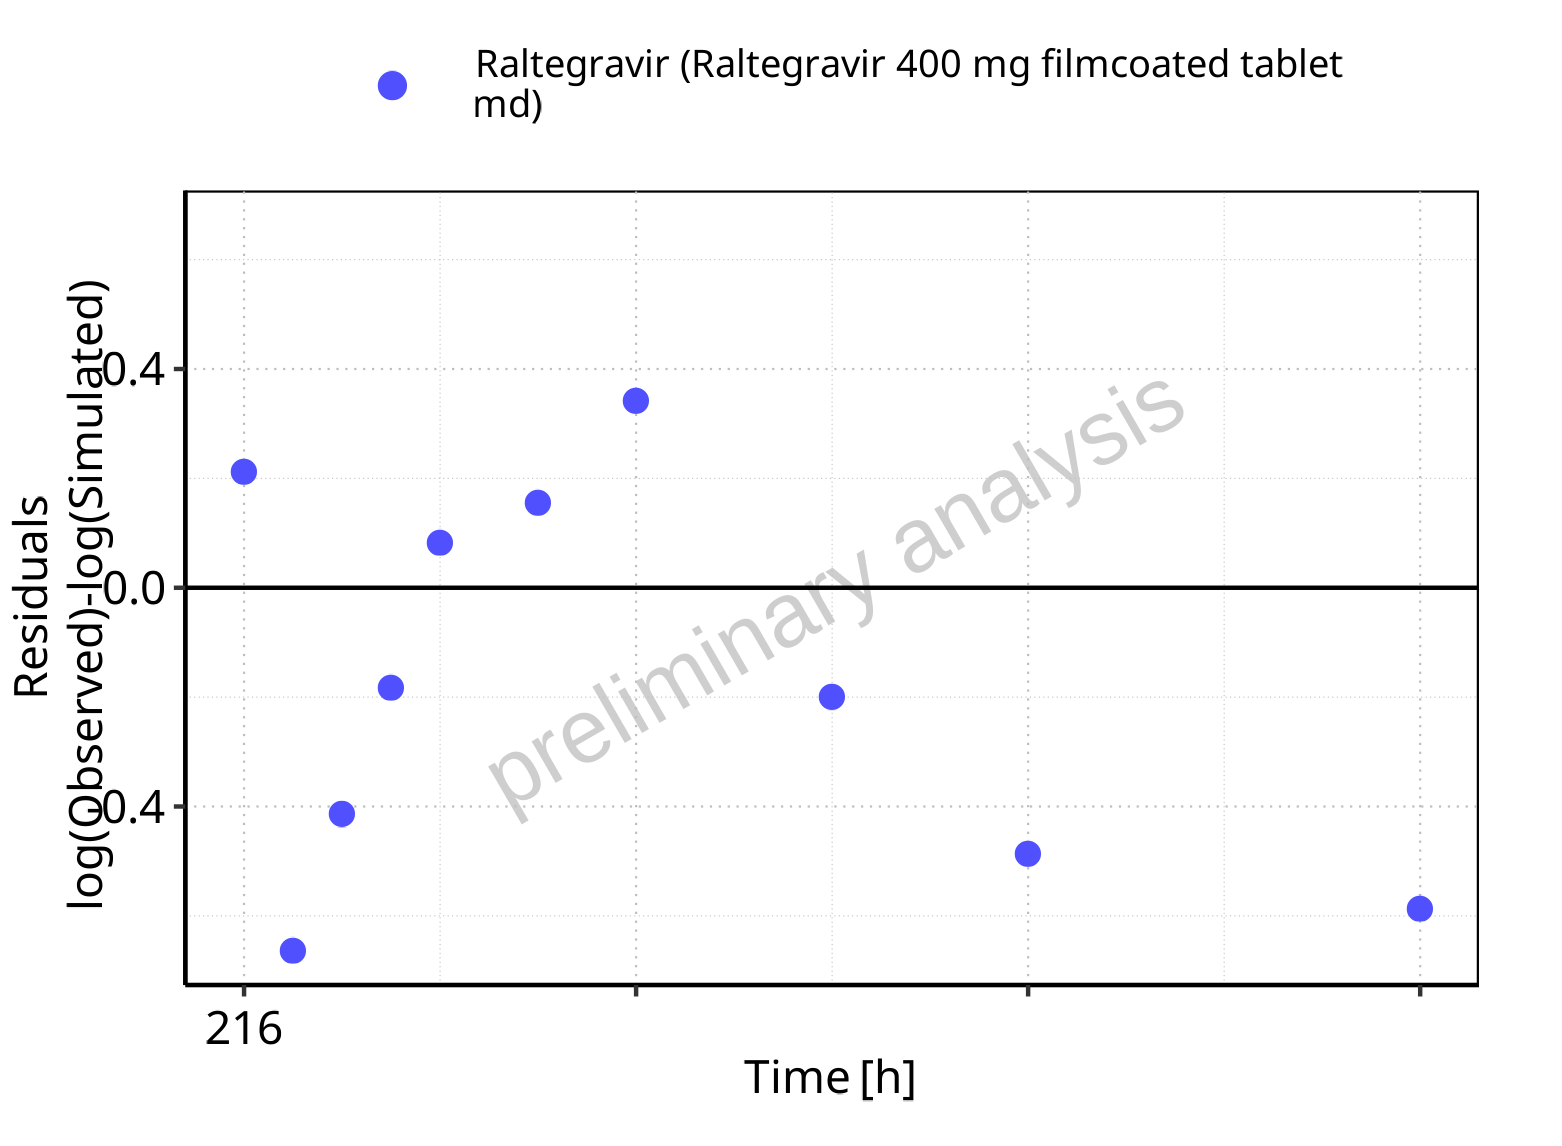 Raltegravir (Raltegravir 400 mg filmcoated tablet
md)
Residuals
log(Observed)-log(Simulated)
0.4
0.0
-0.4
preliminary analysis
216
Time [h]